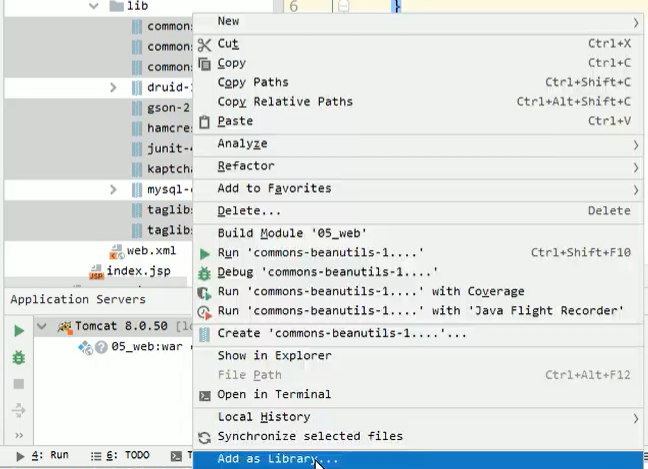 lib
6
}
common
common
common
druid-
gson-2
hamcre
junit-4
kaptch
mysql-
taglib
taglib
web.xml
index.jsp
Application Servers
Tomcat 8.0.50 [lo
05_web:war
4: Run
6: TODO
T
New
Cut Ctrl+X
Copy Ctrl+C
Copy Paths Ctrl+Shift+C
Copy Relative Paths Ctrl+Alt+Shift+C
Paste Ctrl+V
Analyze
Refactor
Add to Favorites
Delete... Delete
Build Module '05_web'
Run 'commons-beanutils-1....' Ctrl+Shift+F10
Debug 'commons-beanutils-1....'
Run 'commons-beanutils-1....' with Coverage
Run 'commons-beanutils-1....' with 'Java Flight Recorder'
Create 'commons-beanutils-1....'...
Show in Explorer
File Path Ctrl+Alt+F12
Open in Terminal
Local History
Synchronize selected files
Add as Library...